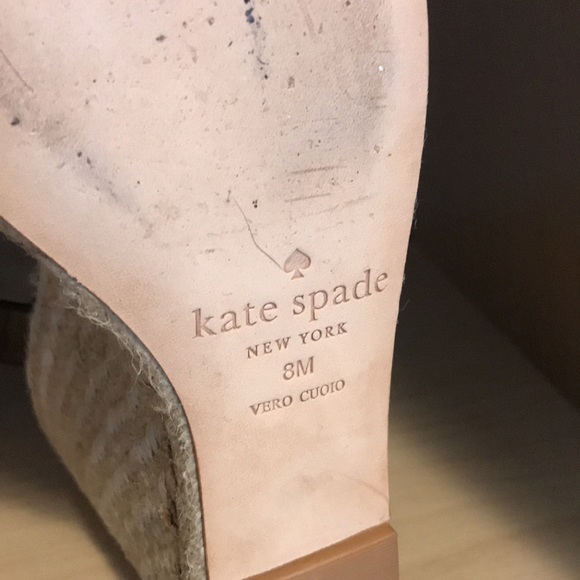 kate spade
NEW YORK
8M
VERO CUOIO